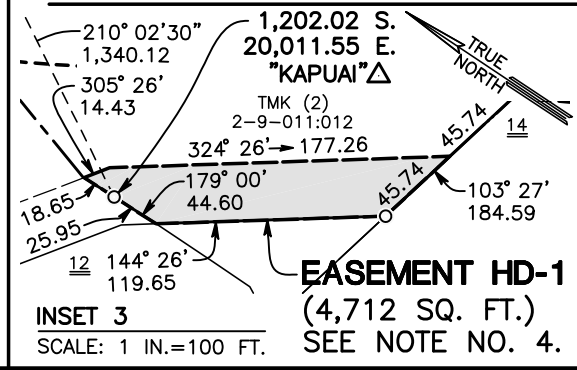 210° 02'30"
1,340.12
1,202.02 S.
20,011.55 E.
"KAPUAI"△
TRUE
NORTH
305° 26'
14.43
TMK (2)
2-9-011:012
324° 26' 177.26
45.74
14
179° 00'
44.60
45.74
103° 27'
184.59
18.65
25.95
12
144° 26'
119.65
EASEMENT HD-1
(4,712 SQ. FT.)
SEE NOTE NO. 4.
INSET 3
SCALE: 1 IN.=100 FT.